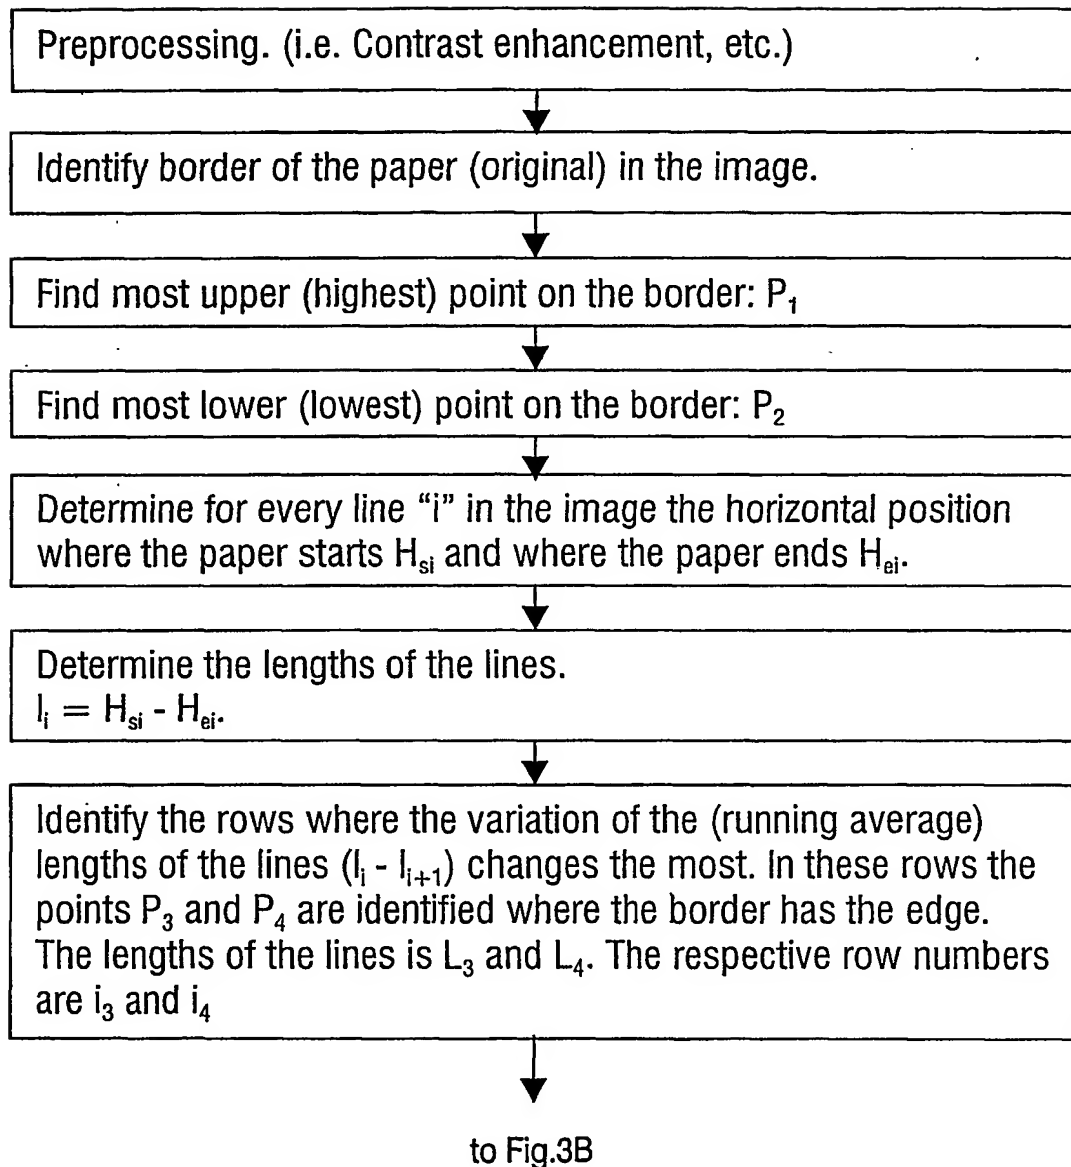 Preprocessing. (i.e. Contrast enhancement, etc.)
Identify border of the paper (original) in the image.
Find most upper (highest) point on the border: P₁
Find most lower (lowest) point on the border: P₂
Determine for every line “i” in the image the horizontal position
where the paper starts Hₛᵢ and where the paper ends Hₑᵢ.
Determine the lengths of the lines.
lᵢ = Hₛᵢ - Hₑᵢ.
Identify the rows where the variation of the (running average)
lengths of the lines (lᵢ - lᵢ₊₁) changes the most. In these rows the
points P₃ and P₄ are identified where the border has the edge.
The lengths of the lines is L₃ and L₄. The respective row numbers
are i₃ and i₄
to Fig.3B